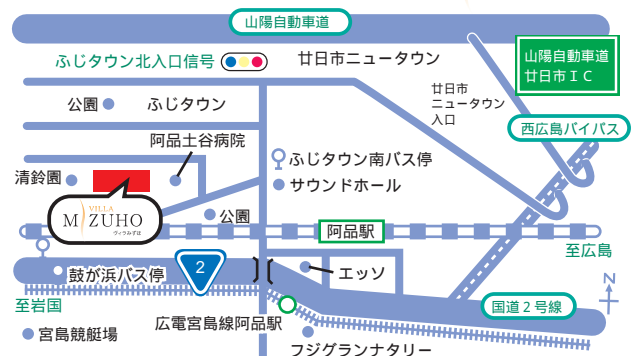 山陽自動車道
ふじタウン北入口信号
廿日市ニュータウン
山陽自動車道
廿日市IC
廿日市
ニュータウン
入口
公園
ふじタウン
西広島バイパス
阿品土谷病院
ふじタウン南バス停
清鈴園
サウンドホール
VILLA
MIZUHO
ヴィラみずほ
公園
阿品駅
至広島
鼓が浜バス停
2
エッソ
N
至岩国
国道2号線
広電宮島線阿品駅
宮島競艇場
フジグランナタリー